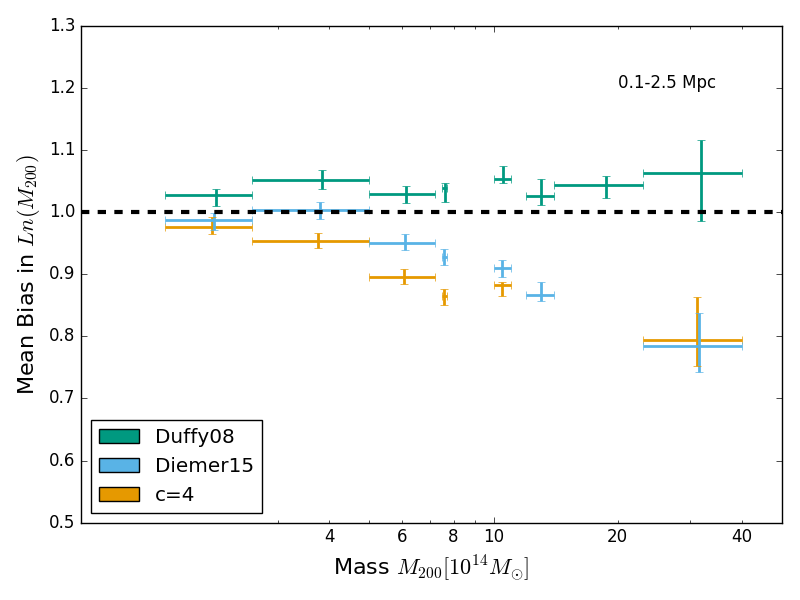 1.3
1.2
1.1
1.0
0.9
0.8
0.7
0.6
0.5
Mean Bias in Ln(M₂₀₀)
0.1-2.5 Mpc
Duffy08
Diemer15
c=4
4 6 8 10 20 40
Mass M₂₀₀[10¹⁴M⊙]